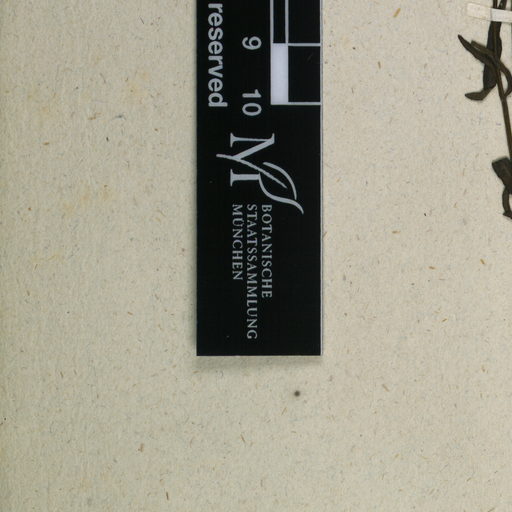 reserved
9 10
BOTANISCHE
STAATSSAMMLUNG
MÜNCHEN